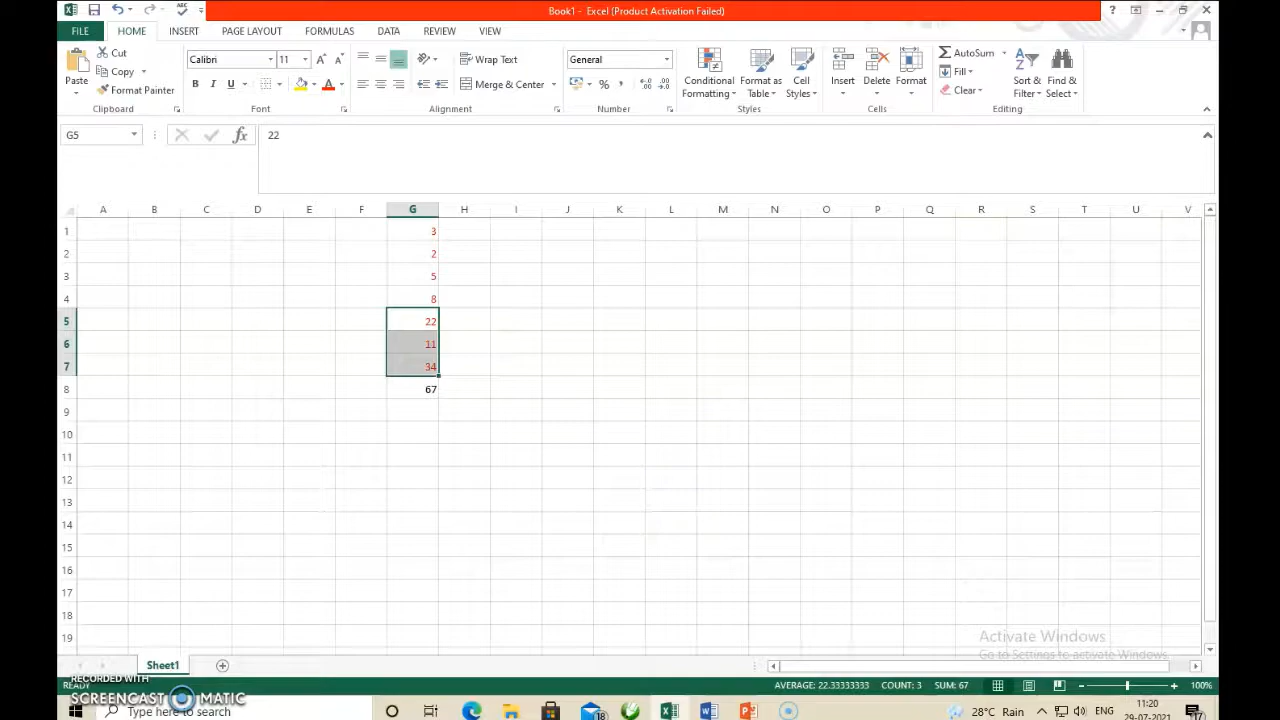 Book1 - Excel (Product Activation Failed)
FILE HOME INSERT PAGE LAYOUT FORMULAS DATA REVIEW VIEW
Paste Cut Copy Format Painter Clipboard
Calibri 11 B I U A Font
Wrap Text Merge & Center Alignment
General % , Number
Conditional Formatting Format as Table Cell Styles Styles
Insert Delete Format Cells
AutoSum Fill Clear Sort & Filter Find & Select Editing
G5 fx 22
A B C D E F G H I J K L M N O P Q R S T U V
1 3
2 2
3 5
4 8
5 22
6 11
7 34
8 67
9
10
11
12
13
14
15
16
17
18
19
Activate Windows
Go to Settings to activate Windows.
Sheet1
READY AVERAGE: 22.33333333 COUNT: 3 SUM: 67 100%
RECORDED WITH
SCREENCAST MATIC
Type here to search 18 28°C Rain ENG 11:20
29-07-2021 17